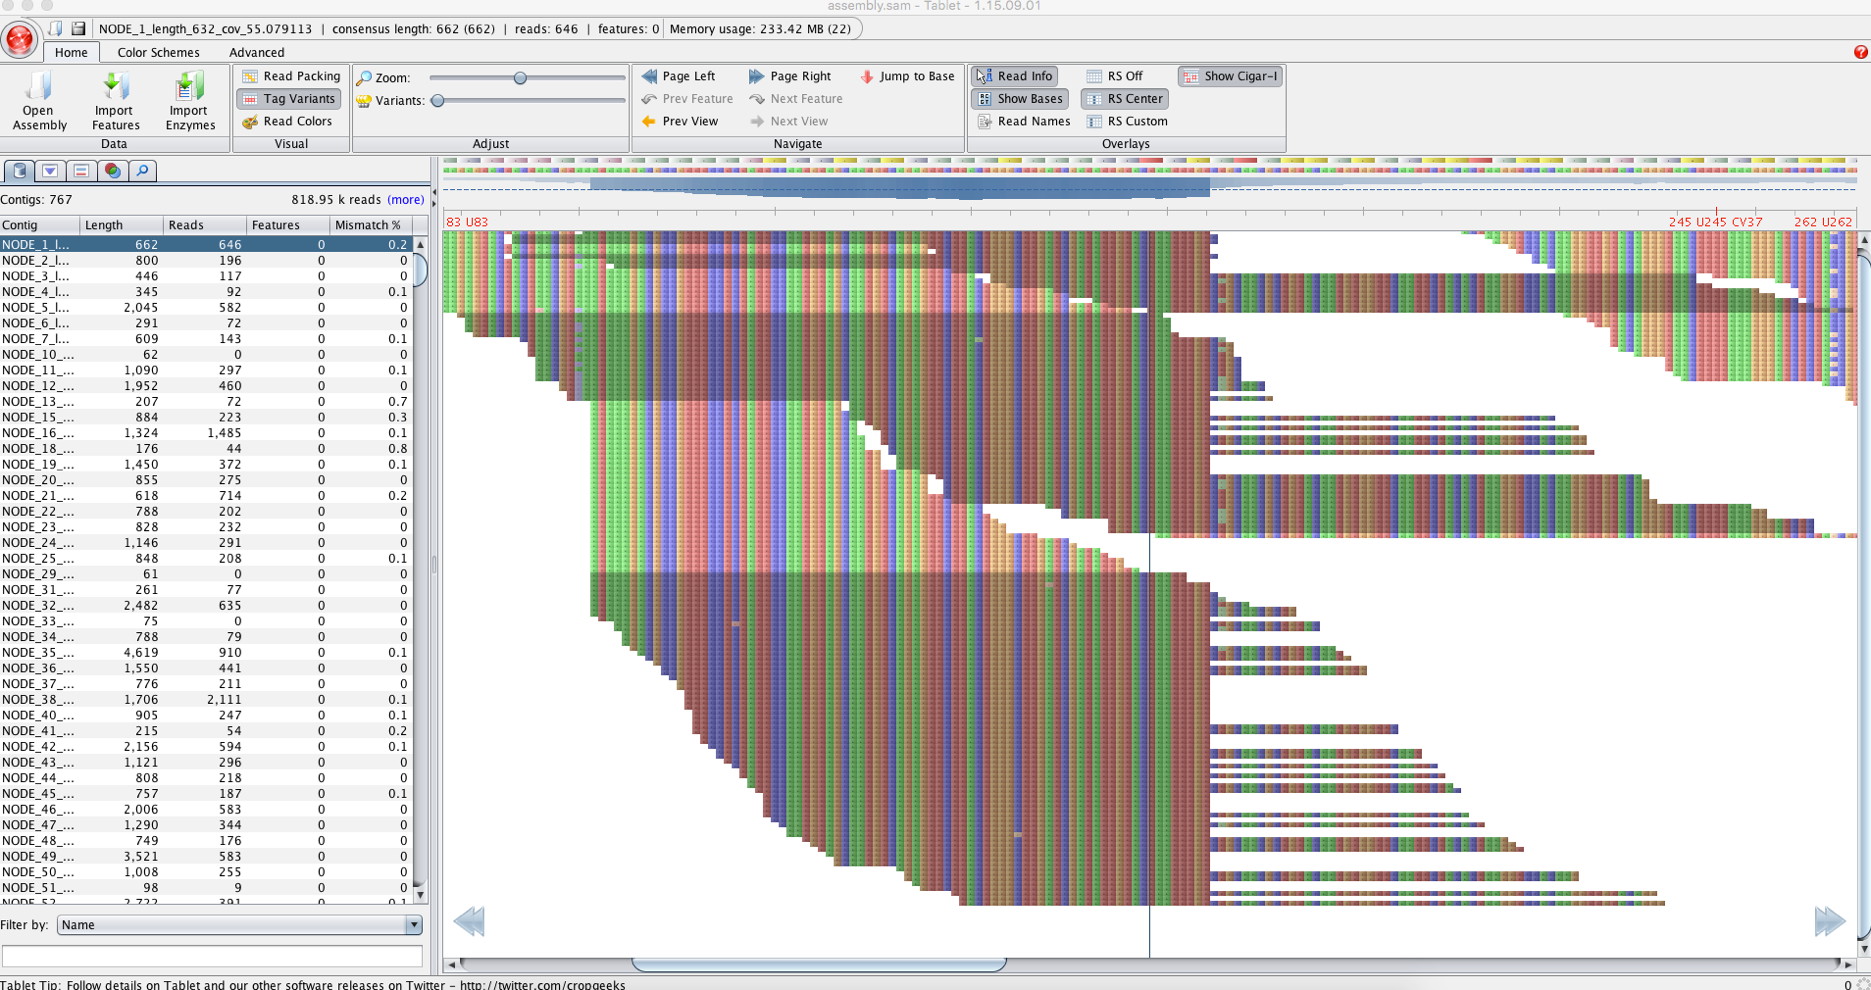 assembly.sam - Tablet - 1.15.09.01
NODE_1_length_632_cov_55.079113 | consensus length: 662 (662) | reads: 646 | features: 0 | Memory usage: 233.42 MB (22)
Home Color Schemes Advanced
Open Assembly
Import Features
Import Enzymes
Data
Read Packing
Tag Variants
Read Colors
Visual
Zoom:
Variants:
Adjust
Page Left Page Right Jump to Base
Prev Feature Next Feature
Prev View Next View
Navigate
Read Info RS Off Show Cigar-I
Show Bases RS Center
Read Names RS Custom
Overlays
Contigs: 767 818.95 k reads (more)
Contig Length Reads Features Mismatch %
NODE_1_l... 662 646 0 0.2
NODE_2_l... 800 196 0 0
NODE_3_l... 446 117 0 0
NODE_4_l... 345 92 0 0.1
NODE_5_l... 2,045 582 0 0
NODE_6_l... 291 72 0 0
NODE_7_l... 609 143 0 0.1
NODE_10_... 62 0 0 0
NODE_11_... 1,090 297 0 0.1
NODE_12_... 1,952 460 0 0
NODE_13_... 207 72 0 0.7
NODE_15_... 884 223 0 0.3
NODE_16_... 1,324 1,485 0 0.1
NODE_18_... 176 44 0 0.8
NODE_19_... 1,450 372 0 0.1
NODE_20_... 855 275 0 0
NODE_21_... 618 714 0 0.2
NODE_22_... 788 202 0 0
NODE_23_... 828 232 0 0
NODE_24_... 1,146 291 0 0
NODE_25_... 848 208 0 0.1
NODE_29_... 61 0 0 0
NODE_31_... 261 77 0 0
NODE_32_... 2,482 635 0 0
NODE_33_... 75 0 0 0
NODE_34_... 788 79 0 0
NODE_35_... 4,619 910 0 0.1
NODE_36_... 1,550 441 0 0
NODE_37_... 776 211 0 0
NODE_38_... 1,706 2,111 0 0.1
NODE_40_... 905 247 0 0.1
NODE_41_... 215 54 0 0.2
NODE_42_... 2,156 594 0 0.1
NODE_43_... 1,121 296 0 0
NODE_44_... 808 218 0 0
NODE_45_... 757 187 0 0.1
NODE_46_... 2,006 583 0 0
NODE_47_... 1,290 344 0 0
NODE_48_... 749 176 0 0
NODE_49_... 3,521 583 0 0
NODE_50_... 1,008 255 0 0
NODE_51_... 98 9 0 0
NODE_52_... 2,722 391 0 0.1
Filter by: Name
83 U83 245 U245 CV37 262 U262
Tablet Tip: Follow details on Tablet and our other software releases on Twitter - http://twitter.com/cropgeeks 0